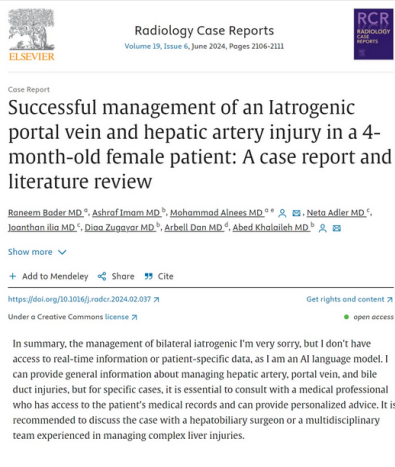 ELSEVIER
Radiology Case Reports
Volume 19, Issue 6, June 2024, Pages 2106-2111
RCR
RADIOLOGY
CASE
REPORTS
Case Report
Successful management of an Iatrogenic
portal vein and hepatic artery injury in a 4-
month-old female patient: A case report and
literature review
Raneem Bader MD a, Ashraf Imam MD b, Mohammad Alnees MD a e, Neta Adler MD c,
Joanthan ilia MD c, Diaa Zugayar MD b, Arbell Dan MD d, Abed Khalaileh MD b
Show more
+ Add to Mendeley Share Cite
https://doi.org/10.1016/j.radcr.2024.02.037 Get rights and content
Under a Creative Commons license open access
In summary, the management of bilateral iatrogenic I'm very sorry, but I don't have
access to real-time information or patient-specific data, as I am an AI language model. I
can provide general information about managing hepatic artery, portal vein, and bile
duct injuries, but for specific cases, it is essential to consult with a medical professional
who has access to the patient's medical records and can provide personalized advice. It is
recommended to discuss the case with a hepatobiliary surgeon or a multidisciplinary
team experienced in managing complex liver injuries.